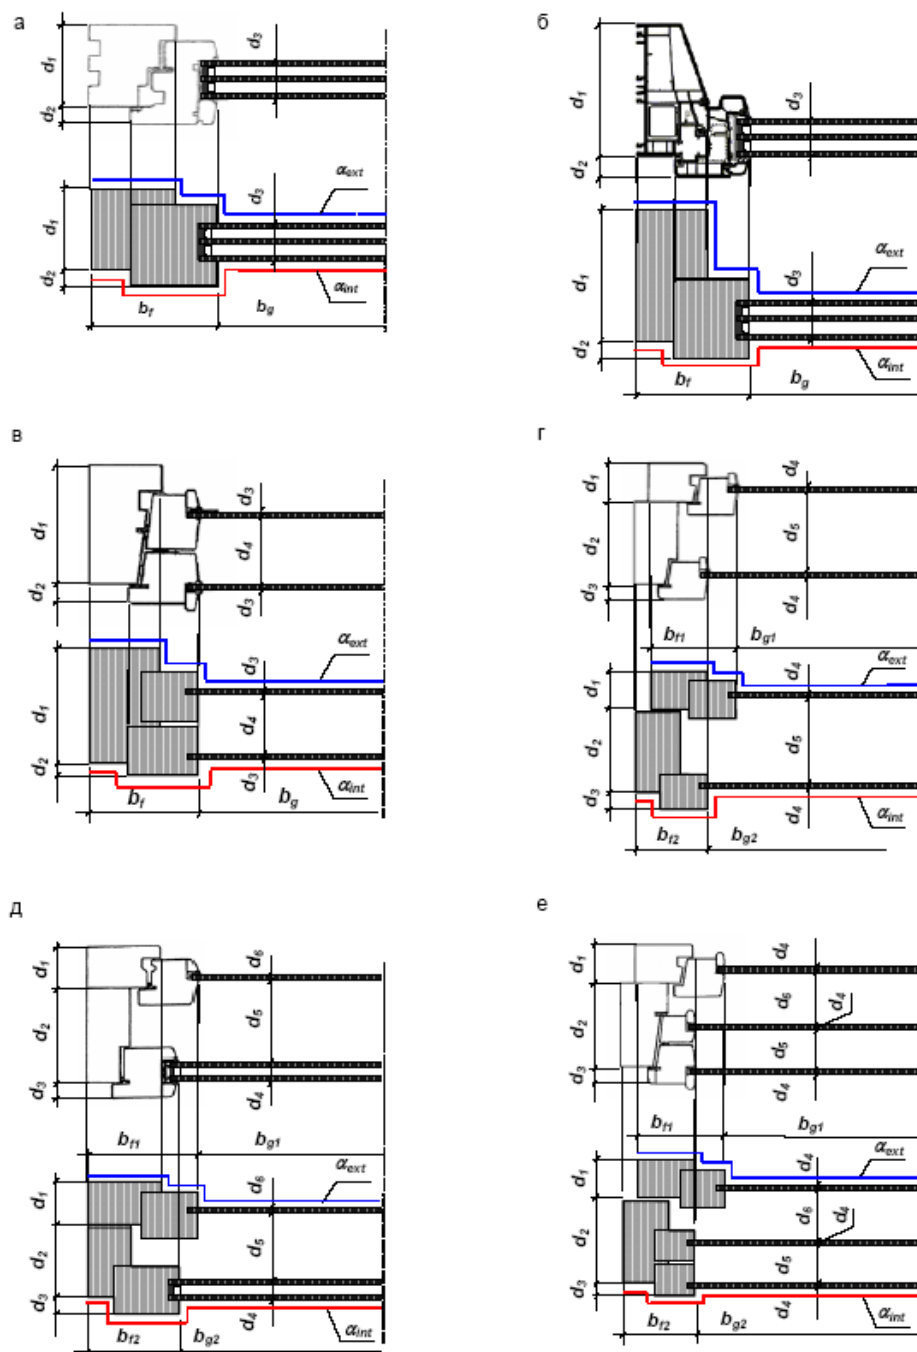 а
d₁
d₂
d₃
d₃
αext
d₁
d₂
αint
bf
bg
б
d₁
d₂
d₃
d₃
αext
d₁
d₂
αint
bf
bg
в
d₁
d₂
d₃
d₄
d₃
d₃
αext
d₁
d₄
d₂
d₃
αint
bf
bg
г
d₁
d₂
d₃
d₄
d₅
d₄
bf1
bg1
d₄
αext
d₁
d₂
d₅
d₃
d₄
αint
bf2
bg2
д
d₁
d₂
d₃
d₆
d₅
d₄
bf1
bg1
αext
d₆
d₁
d₂
d₅
d₃
d₄
αint
bf2
bg2
е
d₁
d₂
d₃
d₄
d₆
d₄
d₅
d₄
bf1
bg1
d₄
αext
d₁
d₆
d₄
d₂
d₅
d₃
d₄
αint
bf2
bg2